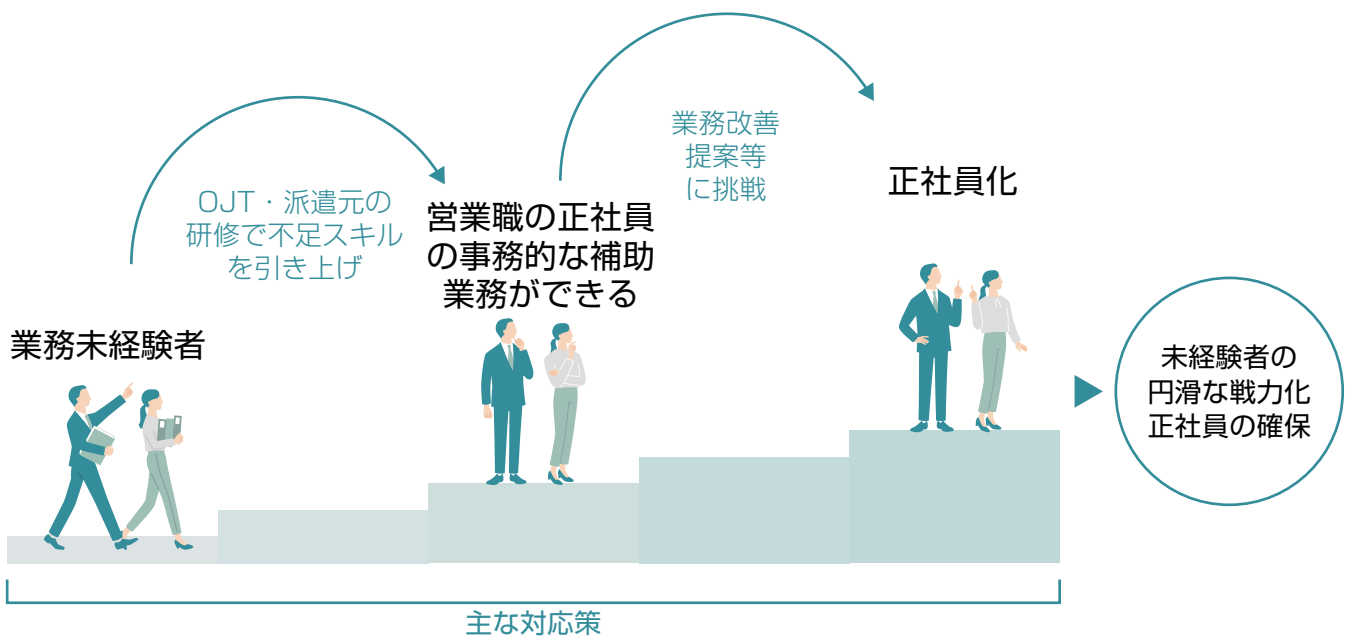 業務未経験者
OJT・派遣元の
研修で不足スキル
を引き上げ
営業職の正社員
の事務的な補助
業務ができる
業務改善
提案等
に挑戦
正社員化
未経験者の
円滑な戦力化
正社員の確保
主な対応策